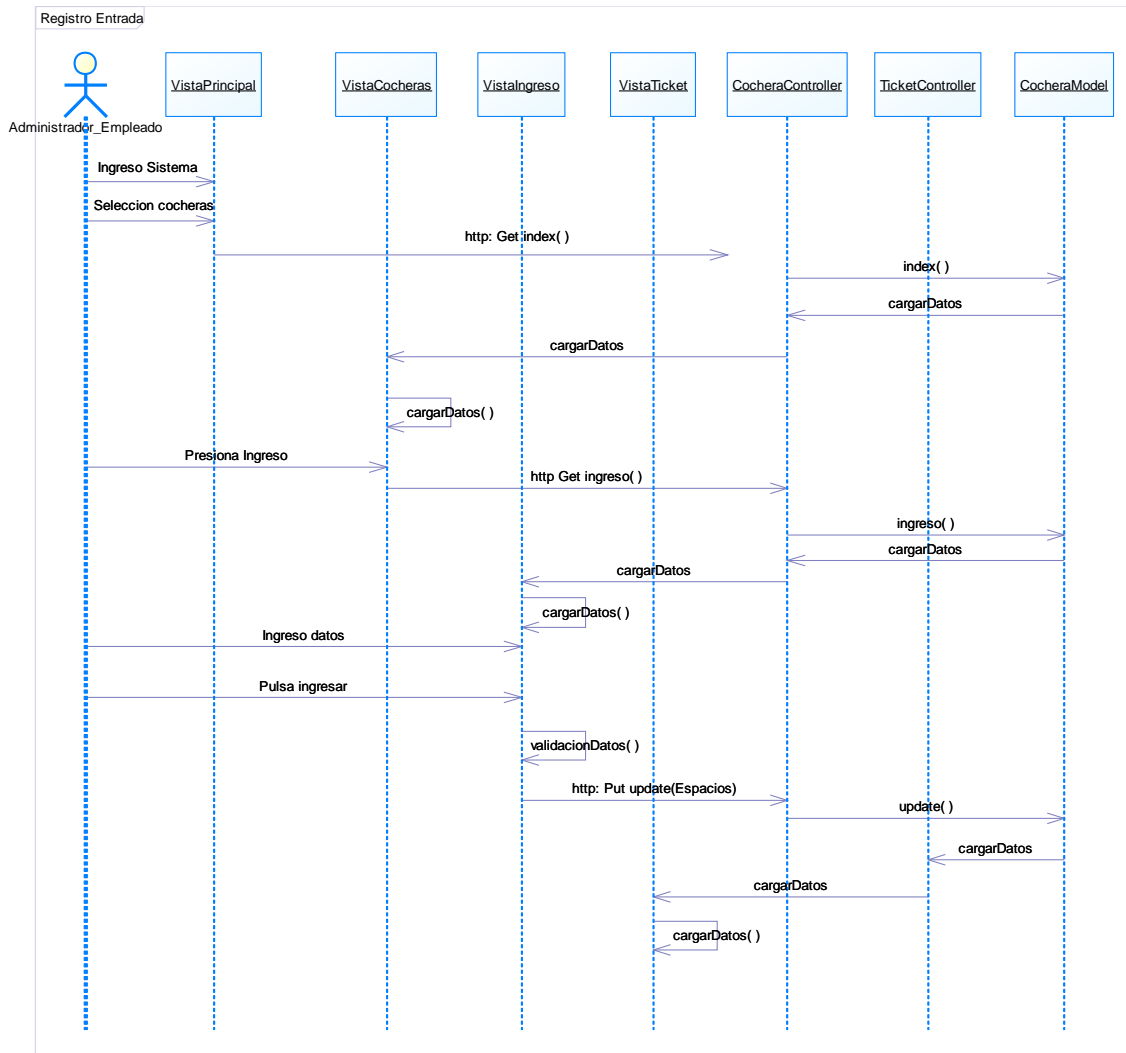 Registro Entrada
VistaPrincipal
VistaCocheras
VistaIngreso
VistaTicket
CocheraController
TicketController
CocheraModel
Administrador_Empleado
Ingreso Sistema
Seleccion cocheras
http: Get index( )
index( )
cargarDatos
cargarDatos
cargarDatos( )
Presiona Ingreso
http Get ingreso( )
ingreso( )
cargarDatos
cargarDatos
cargarDatos( )
Ingreso datos
Pulsa ingresar
validacionDatos( )
http: Put update(Espacios)
update( )
cargarDatos
cargarDatos
cargarDatos( )